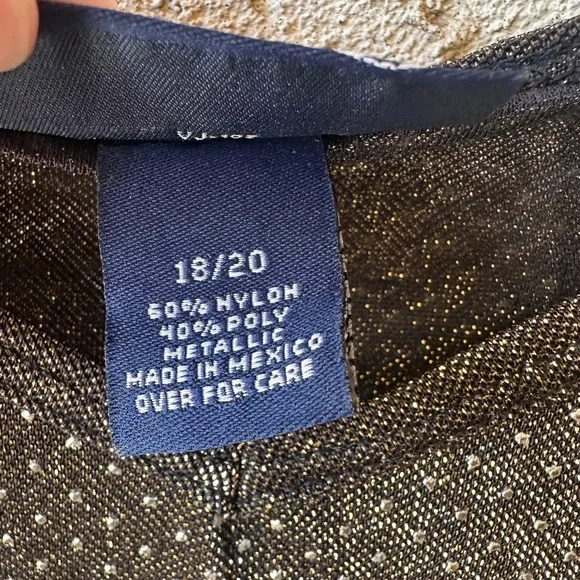 18/20
60% NYLON
40% POLY
METALLIC
MADE IN MEXICO
OVER FOR CARE